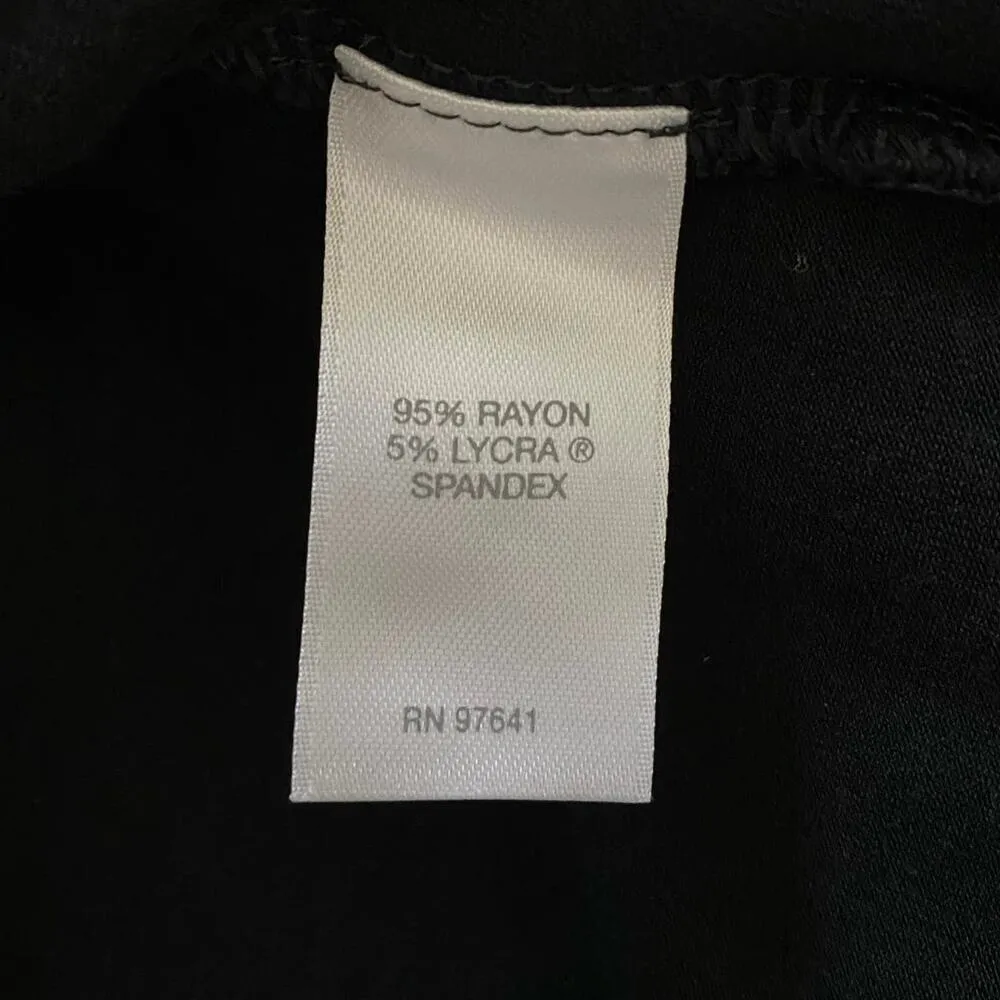 95% RAYON
5% LYCRA ®
SPANDEX
RN 97641